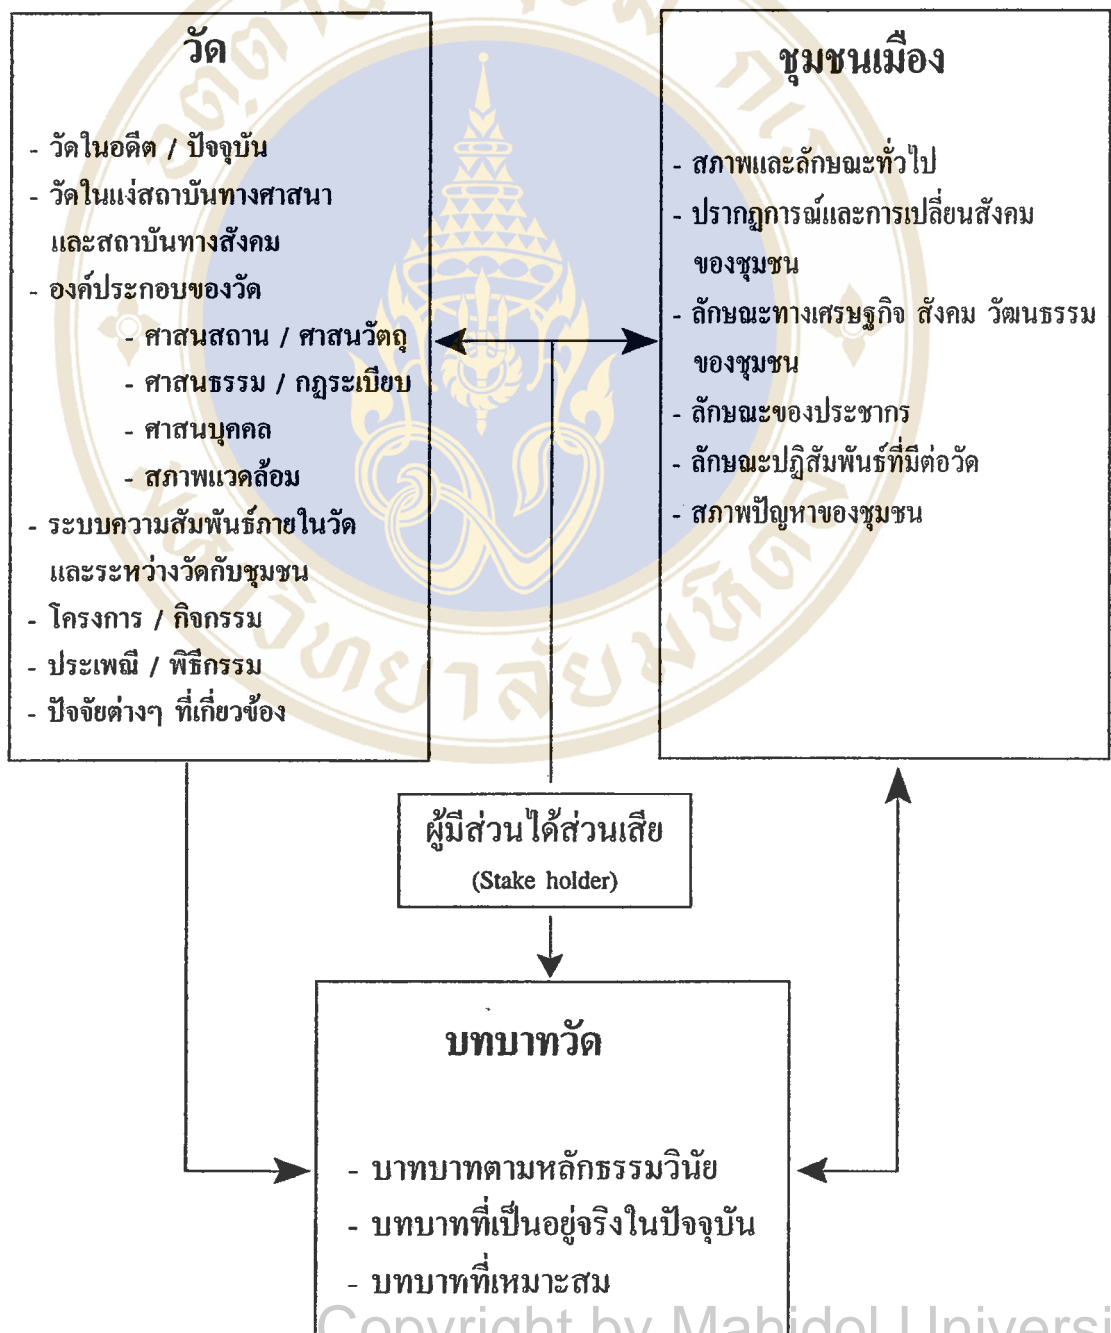 วัด
- วัดในอดีต / ปัจจุบัน
- วัดในแง่สถาบันทางศาสนา
และสถาบันทางสังคม
- องค์ประกอบของวัด
- ศาสนสถาน / ศาสนวัตถุ
- ศาสนธรรม / กฎระเบียบ
- ศาสนบุคคล
- สภาพแวดล้อม
- ระบบความสัมพันธ์ภายในวัด
และระหว่างวัดกับชุมชน
- โครงการ / กิจกรรม
- ประเพณี / พิธีกรรม
- ปัจจัยต่างๆ ที่เกี่ยวข้อง
ชุมชนเมือง
- สภาพและลักษณะทั่วไป
- ปรากฏการณ์และการเปลี่ยนสังคม
ของชุมชน
- ลักษณะทางเศรษฐกิจ สังคม วัฒนธรรม
ของชุมชน
- ลักษณะของประชากร
- ลักษณะปฏิสัมพันธ์ที่มีต่อวัด
- สภาพปัญหาของชุมชน
ผู้มีส่วนได้ส่วนเสีย
(Stake holder)
บทบาทวัด
- บาทบาทตามหลักธรรมวินัย
- บทบาทที่เป็นอยู่จริงในปัจจุบัน
- บทบาทที่เหมาะสม
มหาวิทยาลัยมหิดล
Copyright by Mahidol Universi